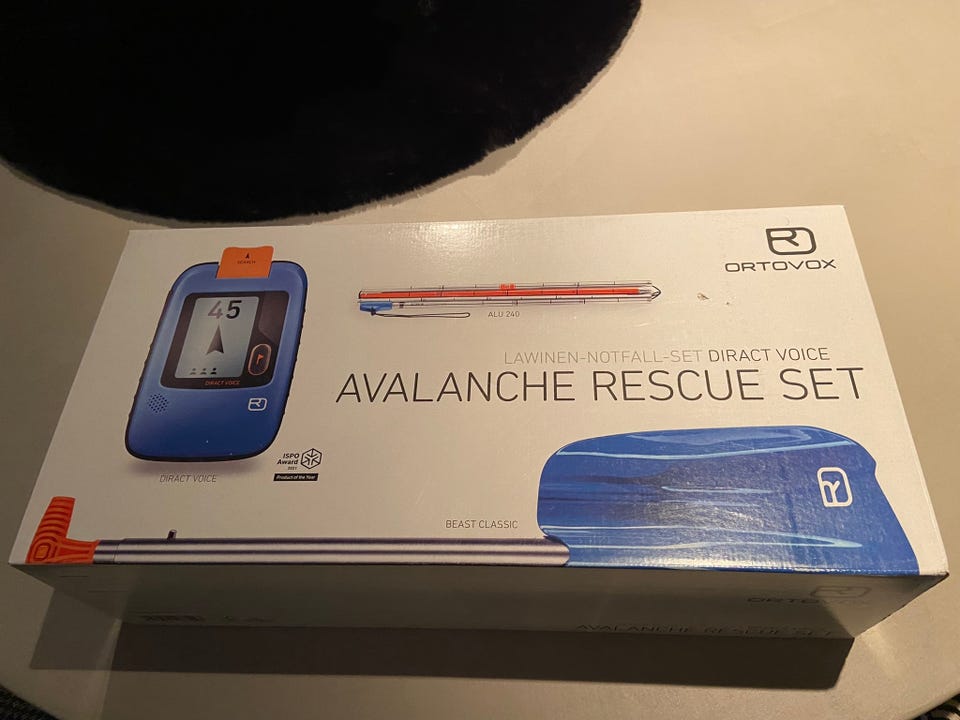 ORTOVOX
SEARCH
45
DIRACT VOICE
ALU 240
LAWINEN-NOTFALL-SET DIRACT VOICE
AVALANCHE RESCUE SET
ISPO
Award
2021
Product of the Year
DIRACT VOICE
BEAST CLASSIC
ORTOVOX
AVALANCHE RESCUE SET